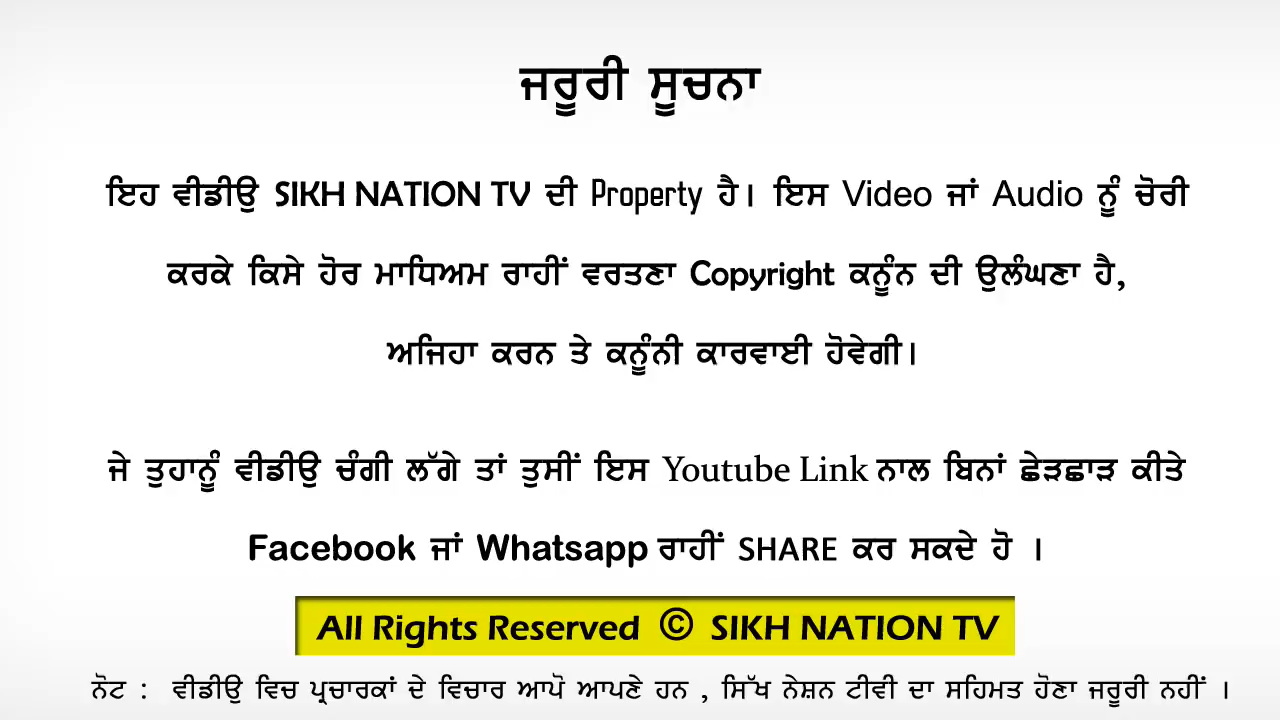 ਜਰੂਰੀ ਸੂਚਨਾ
ਇਹ ਵੀਡੀਉ SIKH NATION TV ਦੀ Property ਹੈ। ਇਸ Video ਜਾਂ Audio ਨੂੰ ਚੋਰੀ
ਕਰਕੇ ਕਿਸੇ ਹੋਰ ਮਾਧਿਅਮ ਰਾਹੀਂ ਵਰਤਣਾ Copyright ਕਨੂੰਨ ਦੀ ਉਲੰਘਣਾ ਹੈ,
ਅਜਿਹਾ ਕਰਨ ਤੇ ਕਨੂੰਨੀ ਕਾਰਵਾਈ ਹੋਵੇਗੀ।
ਜੇ ਤੁਹਾਨੂੰ ਵੀਡੀਉ ਚੰਗੀ ਲੱਗੇ ਤਾਂ ਤੁਸੀਂ ਇਸ Youtube Link ਨਾਲ ਬਿਨਾਂ ਛੇੜਛਾੜ ਕੀਤੇ
Facebook ਜਾਂ Whatsapp ਰਾਹੀਂ SHARE ਕਰ ਸਕਦੇ ਹੋ ।
All Rights Reserved © SIKH NATION TV
ਨੋਟ : ਵੀਡੀਉ ਵਿਚ ਪ੍ਰਚਾਰਕਾਂ ਦੇ ਵਿਚਾਰ ਆਪੋ ਆਪਣੇ ਹਨ , ਸਿੱਖ ਨੇਸ਼ਨ ਟੀਵੀ ਦਾ ਸਹਿਮਤ ਹੋਣਾ ਜਰੂਰੀ ਨਹੀਂ ।